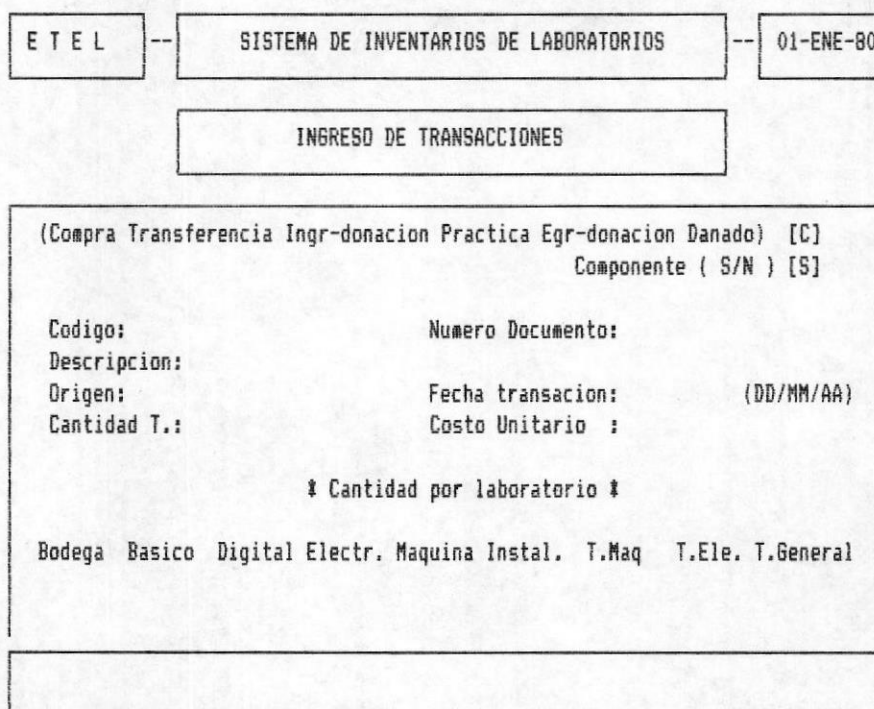 E T E L -- SISTEMA DE INVENTARIOS DE LABORATORIOS -- 01-ENE-80
INGRESO DE TRANSACCIONES
(Compra Transferencia Ingr-donacion Practica Egr-donacion Danado) [C]
Componente ( S/N ) [S]
Codigo: Numero Documento:
Descripcion:
Origen: Fecha transacion: (DD/MM/AA)
Cantidad T.: Costo Unitario :
* Cantidad por laboratorio *
Bodega Basico Digital Electr. Maquina Instal. T.Maq T.Ele. T.General